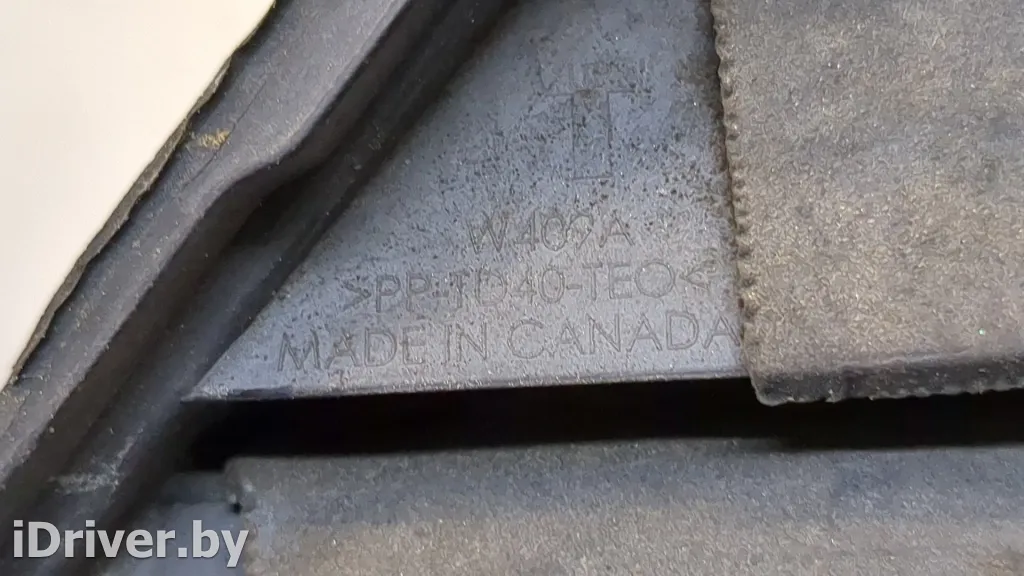 W409A
>PP-TD40-TEO<
MADE IN CANADA
iDriver.by